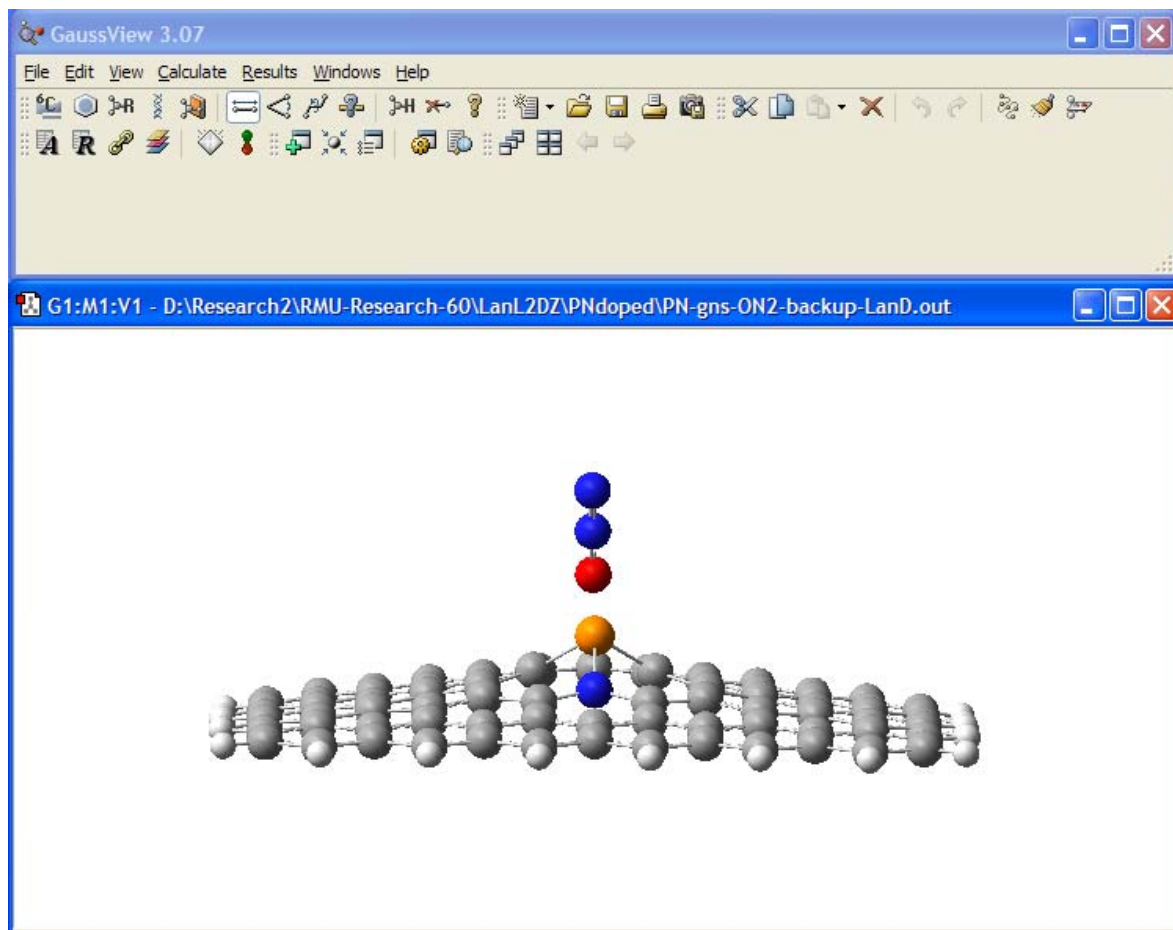 GaussView 3.07
File Edit View Calculate Results Windows Help
6C R H ?
A R
G1:M1:V1 - D:\Research2\RMU-Research-60\LanL2DZ\PNdoped\PN-gns-ON2-backup-LanD.out